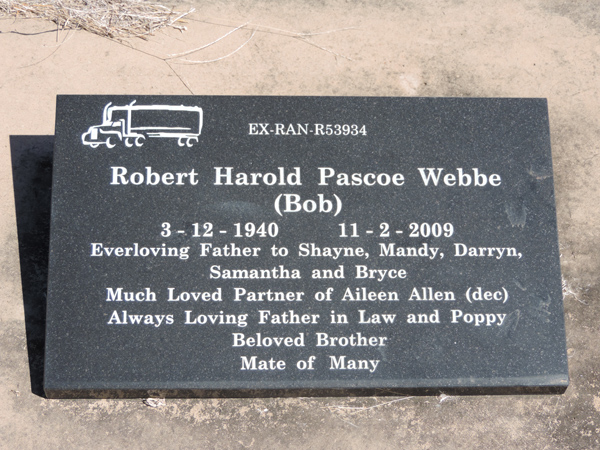 EX-RAN-R53934
Robert Harold Pascoe Webbe
(Bob)
3 - 12 - 1940 11 - 2 - 2009
Everloving Father to Shayne, Mandy, Darryn,
Samantha and Bryce
Much Loved Partner of Aileen Allen (dec)
Always Loving Father in Law and Poppy
Beloved Brother
Mate of Many